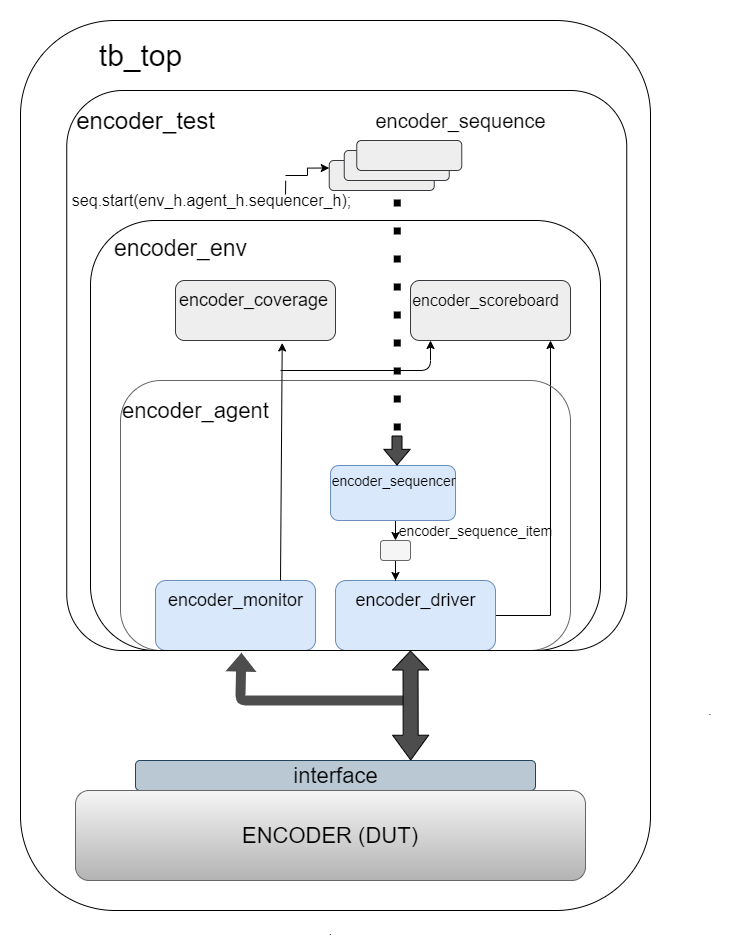 tb_top
encoder_test
encoder_sequence
seq.start(env_h.agent_h.sequencer_h);
encoder_env
encoder_coverage
encoder_scoreboard
encoder_agent
encoder_sequencer
encoder_sequence_item
encoder_monitor
encoder_driver
interface
ENCODER (DUT)